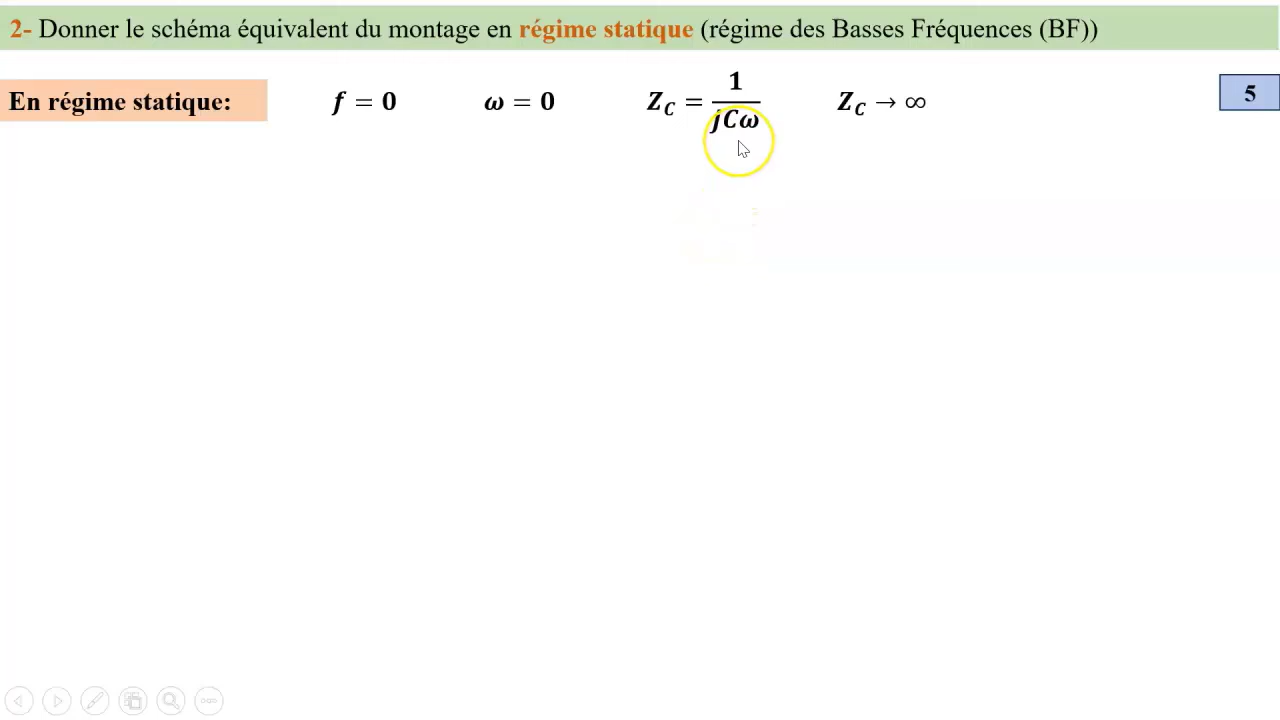 2- Donner le schéma équivalent du montage en régime statique (régime des Basses Fréquences (BF))
En régime statique: f = 0 ω = 0 Z_C = 1/(jCω) Z_C → ∞
5